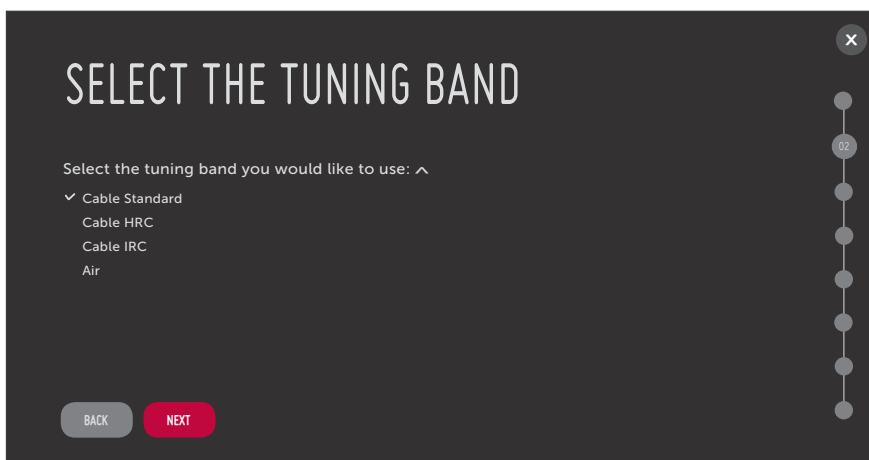 X
SELECT THE TUNING BAND
02
Select the tuning band you would like to use:
Cable Standard
Cable HRC
Cable IRC
Air
BACK
NEXT